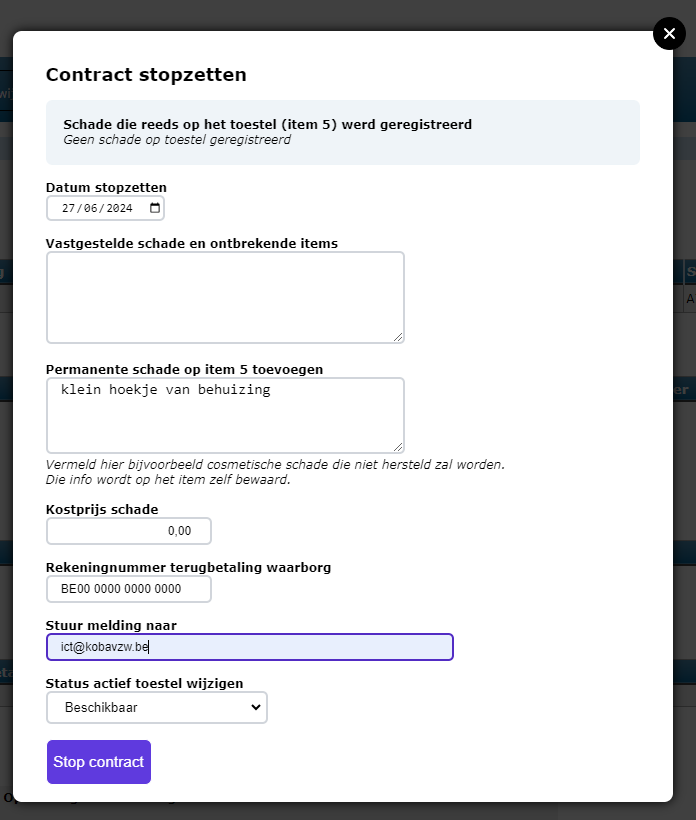 Contract stopzetten
Schade die reeds op het toestel (item 5) werd geregistreerd
Geen schade op toestel geregistreerd
Datum stopzetten
27/06/2024
Vastgestelde schade en ontbrekende items
Permanente schade op item 5 toevoegen
klein hoekje van behuizing
Vermeld hier bijvoorbeeld cosmetische schade die niet hersteld zal worden.
Die info wordt op het item zelf bewaard.
Kostprijs schade
0,00
Rekeningnummer terugbetaling waarborg
BE00 0000 0000 0000
Stuur melding naar
ict@kobavzw.be
Status actief toestel wijzigen
Beschikbaar
Stop contract